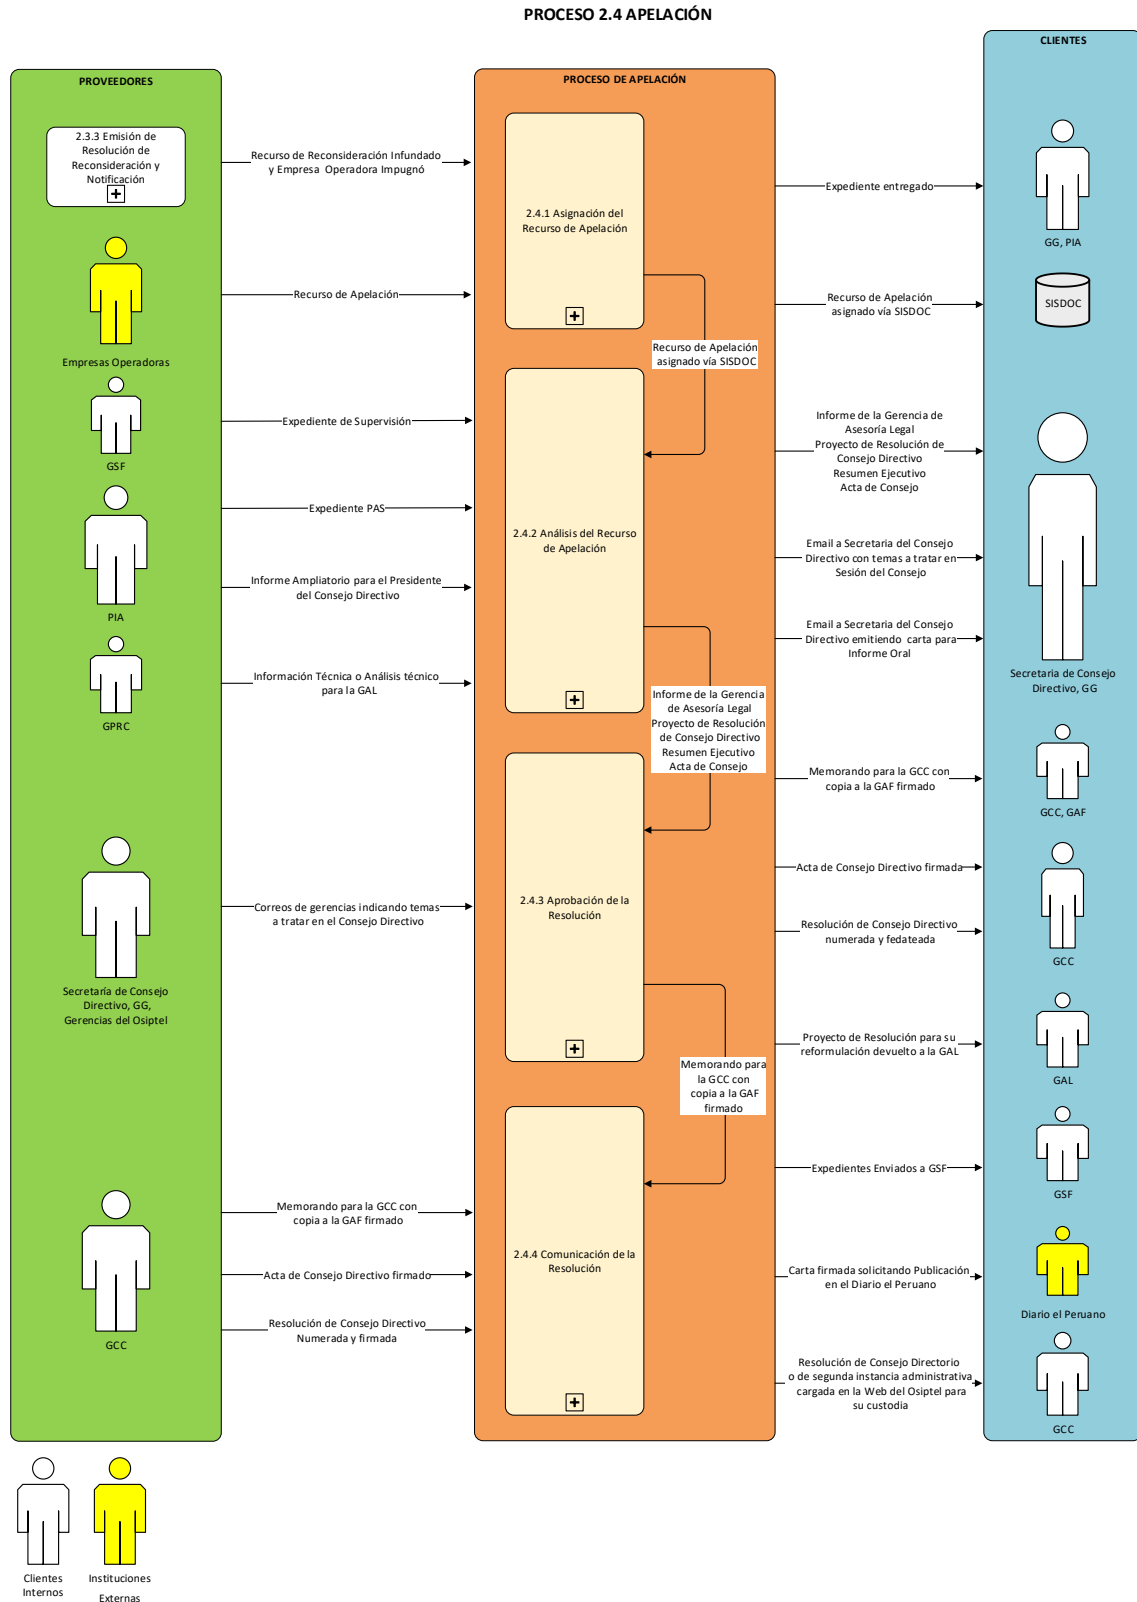 PROCESO 2.4 APELACIÓN
PROVEEDORES
2.3.3 Emisión de
Resolución de
Reconsideración y
Notificación
Empresas Operadoras
GSF
PIA
GPRC
Secretaría de Consejo
Directivo, GG,
Gerencias del Osiptel
GCC
Recurso de Reconsideración Infundado
y Empresa Operadora Impugnó
Recurso de Apelación
Expediente de Supervisión
Expediente PAS
Informe Ampliatorio para el Presidente
del Consejo Directivo
Información Técnica o Análisis técnico
para la GAL
Correos de gerencias indicando temas
a tratar en el Consejo Directivo
Memorando para la GCC con
copia a la GAF firmado
Acta de Consejo Directivo firmado
Resolución de Consejo Directivo
Numerada y firmada
PROCESO DE APELACIÓN
2.4.1 Asignación del
Recurso de Apelación
Recurso de Apelación
asignado vía SISDOC
2.4.2 Análisis del Recurso
de Apelación
Informe de la Gerencia
de Asesoría Legal
Proyecto de Resolución
de Consejo Directivo
Resumen Ejecutivo
Acta de Consejo
2.4.3 Aprobación de la
Resolución
Memorando para
la GCC con
copia a la GAF
firmado
2.4.4 Comunicación de la
Resolución
Expediente entregado
Recurso de Apelación
asignado vía SISDOC
Informe de la Gerencia de
Asesoría Legal
Proyecto de Resolución de
Consejo Directivo
Resumen Ejecutivo
Acta de Consejo
Email a Secretaria del Consejo
Directivo con temas a tratar en
Sesión del Consejo
Email a Secretaria del Consejo
Directivo emitiendo carta para
Informe Oral
Memorando para la GCC con
copia a la GAF firmado
Acta de Consejo Directivo firmada
Resolución de Consejo Directivo
numerada y fedateada
Proyecto de Resolución para su
reformulación devuelto a la GAL
Expedientes Enviados a GSF
Carta firmada solicitando Publicación
en el Diario el Peruano
Resolución de Consejo Directorio
o de segunda instancia administrativa
cargada en la Web del Osiptel para
su custodia
CLIENTES
GG, PIA
SISDOC
Secretaria de Consejo
Directivo, GG
GCC, GAF
GCC
GAL
GSF
Diario el Peruano
GCC
Clientes
Internos
Instituciones
Externas